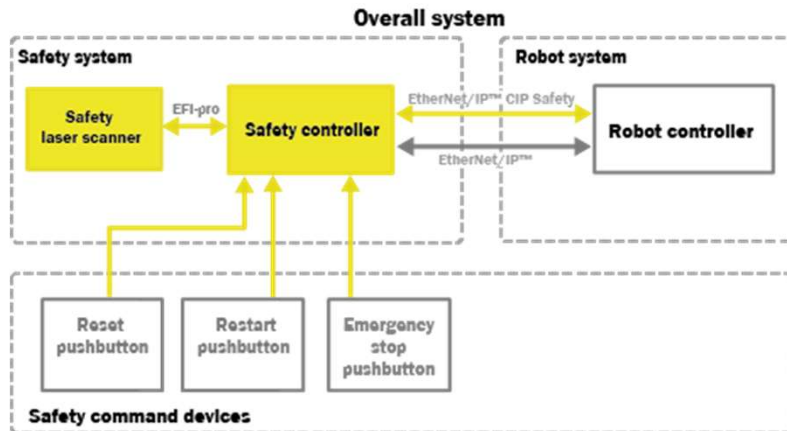 Overall system
Safety system
Robot system
Safety
laser scanner
EFI-pro
Safety controller
EtherNet/IP™ CIP Safety
EtherNet/IP™
Robot controller
Reset
pushbutton
Restart
pushbutton
Emergency
stop
pushbutton
Safety command devices